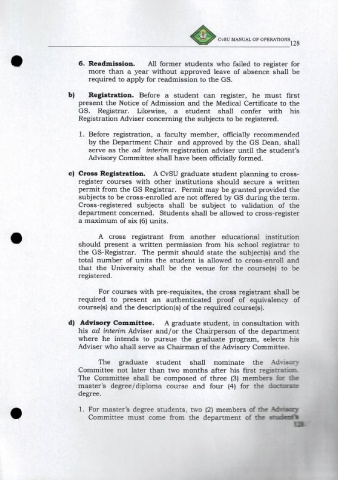 CvSU MANUAL OF OPERATIONS 128
6. Readmission. All former students who failed to register for
more than a year without approved leave of absence shall be
required to apply for readmission to the GS.
b) Registration. Before a student can register, he must first
present the Notice of Admission and the Medical Certificate to the
GS. Registrar. Likewise, a student shall confer with his
Registration Adviser concerning the subjects to be registered.
1. Before registration, a faculty member, officially recommended
by the Department Chair and approved by the GS Dean, shall
serve as the ad interim registration adviser until the student's
Advisory Committee shall have been officially formed.
c) Cross Registration. A CvSU graduate student planning to cross-
register courses with other institutions should secure a written
permit from the GS Registrar. Permit may be granted provided the
subjects to be cross-enrolled are not offered by GS during the term.
Cross-registered subjects shall be subject to validation of the
department concerned. Students shall be allowed to cross-register
a maximum of six (6) units.
A cross registrant from another educational institution
should present a written permission from his school registrar to
the GS-Registrar. The permit should state the subject(s) and the
total number of units the student is allowed to cross-enroll and
that the University shall be the venue for the course(s) to be
registered.
For courses with pre-requisites, the cross registrant shall be
required to present an authenticated proof of equivalency of
course(s) and the description(s) of the required course(s).
d) Advisory Committee. A graduate student, in consultation with
his ad interim Adviser and/or the Chairperson of the department
where he intends to pursue the graduate program, selects his
Adviser who shall serve as Chairman of the Advisory Committee.
The graduate student shall nominate the Advisory
Committee not later than two months after his first registration.
The Committee shall be composed of three (3) members for the
master's degree/diploma course and four (4) for the doctorate
degree.
1. For master's degree students, two (2) members of the Advisory
Committee must come from the department of the student's
128